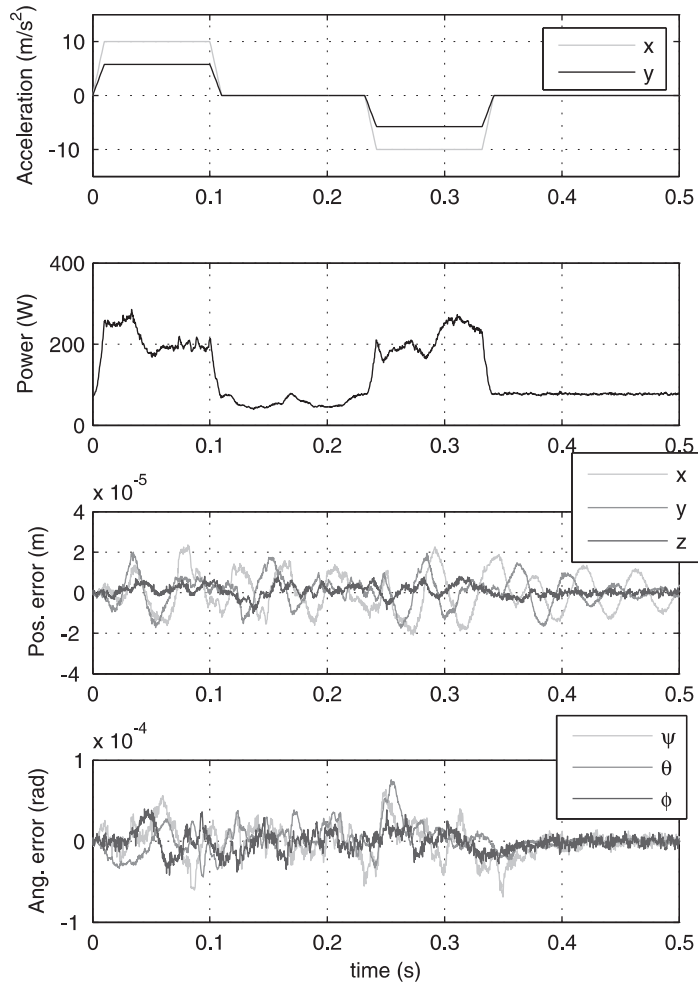 10
0
-10
Acceleration (m/s²)
x
y
0 0.1 0.2 0.3 0.4 0.5
400
200
0
Power (W)
0 0.1 0.2 0.3 0.4 0.5
x 10⁻⁵
4
2
0
-2
-4
Pos. error (m)
x
y
z
0 0.1 0.2 0.3 0.4 0.5
x 10⁻⁴
1
0
-1
Ang. error (rad)
ψ
θ
ϕ
0 0.1 0.2 0.3 0.4 0.5
time (s)